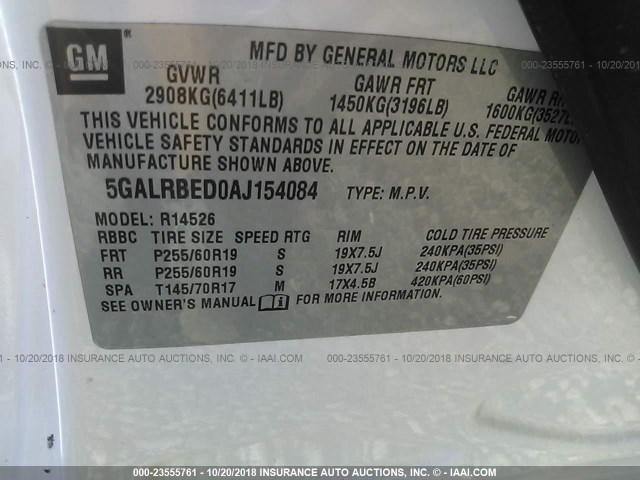 GM
®
MFD BY GENERAL MOTORS LLC
GVWR GAWR FRT GAWR
2908KG(6411LB) 1450KG(3196LB) 1600KG(3527L
THIS VEHICLE CONFORMS TO ALL APPLICABLE U.S. FEDERAL MOTOR
VEHICLE SAFETY STANDARDS IN EFFECT ON THE DATE OF
MANUFACTURE SHOWN ABOVE.
5GALRBED0AJ154084 TYPE: M.P.V.
MODEL: R14526
RBBC TIRE SIZE SPEED RTG RIM COLD TIRE PRESSURE
FRT P255/60R19 S 19X7.5J 240KPA(35PSI)
RR P255/60R19 S 19X7.5J 240KPA(35PSI)
SPA T145/70R17 M 17X4.5B 420KPA(60PSI)
SEE OWNER'S MANUAL i FOR MORE INFORMATION.
000-23555761 - 10/20/2018 INSURANCE AUTO AUCTIONS, INC. © - IAAI.COM